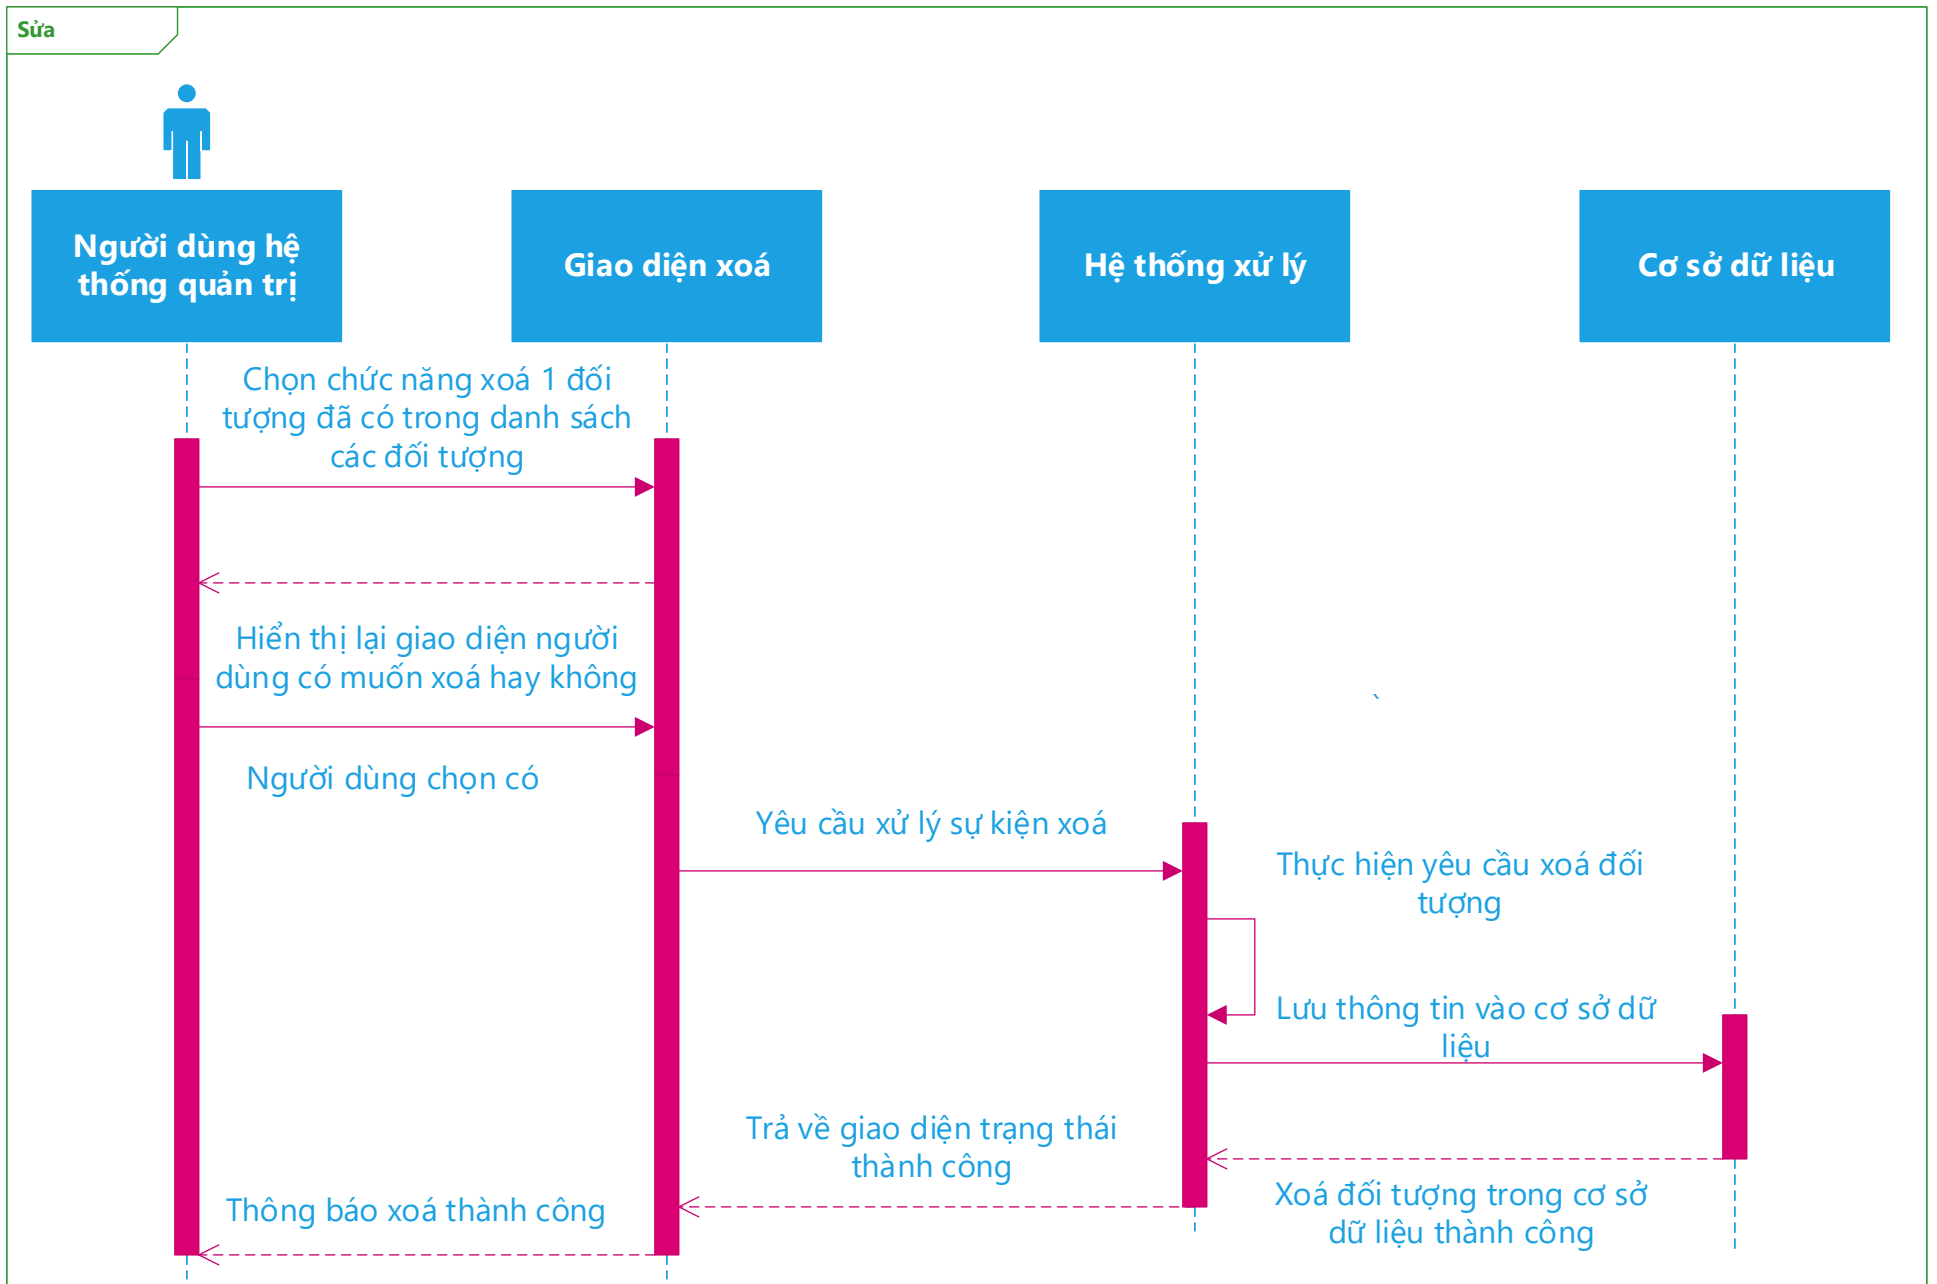 Sửa
Người dùng hệ
thống quản trị
Giao diện xoá
Hệ thống xử lý
Cơ sở dữ liệu
Chọn chức năng xoá 1 đối
tượng đã có trong danh sách
các đối tượng
Hiển thị lại giao diện người
dùng có muốn xoá hay không
`
Người dùng chọn có
Yêu cầu xử lý sự kiện xoá
Thực hiện yêu cầu xoá đối
tượng
Lưu thông tin vào cơ sở dữ
liệu
Trả về giao diện trạng thái
thành công
Xoá đối tượng trong cơ sở
dữ liệu thành công
Thông báo xoá thành công